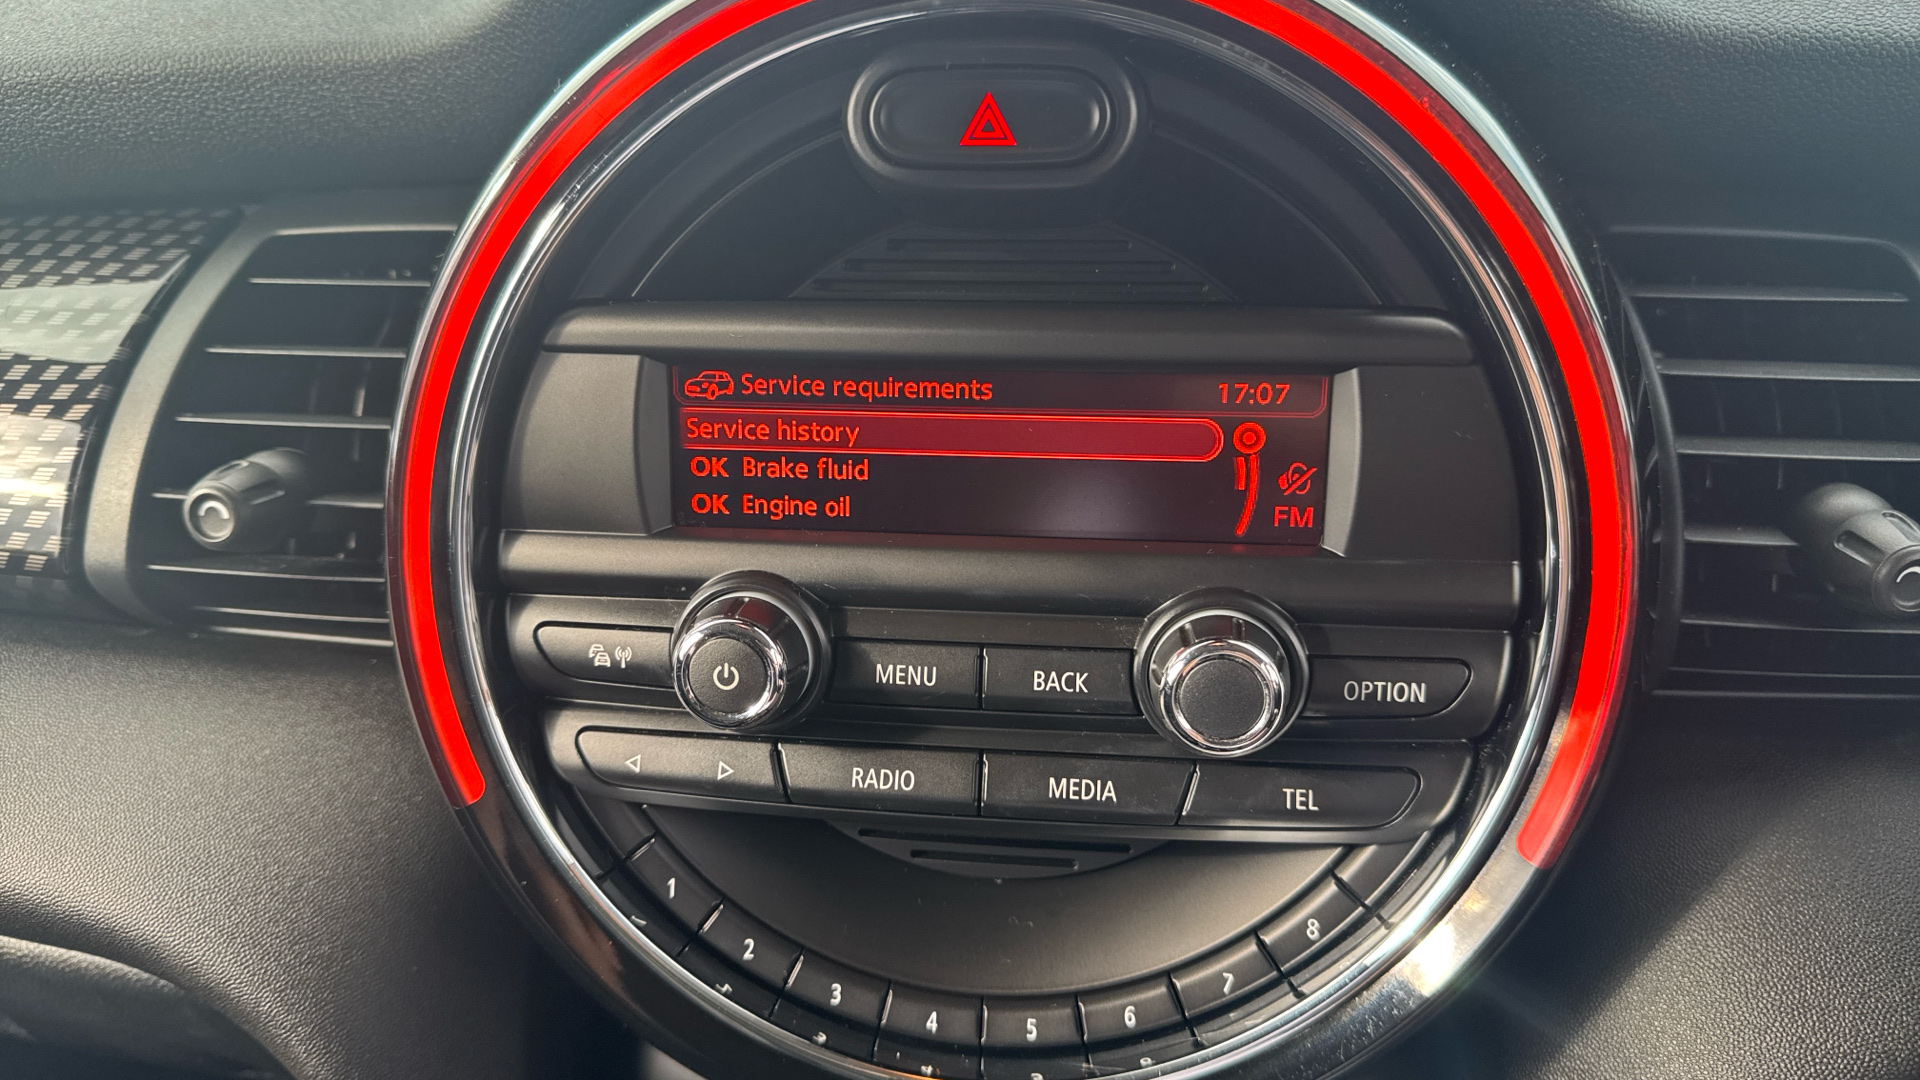 Service requirements 17:07
Service history
OK Brake fluid
OK Engine oil
FM
MENU BACK OPTION
RADIO MEDIA TEL
1 2 3 4 5 6 7 8